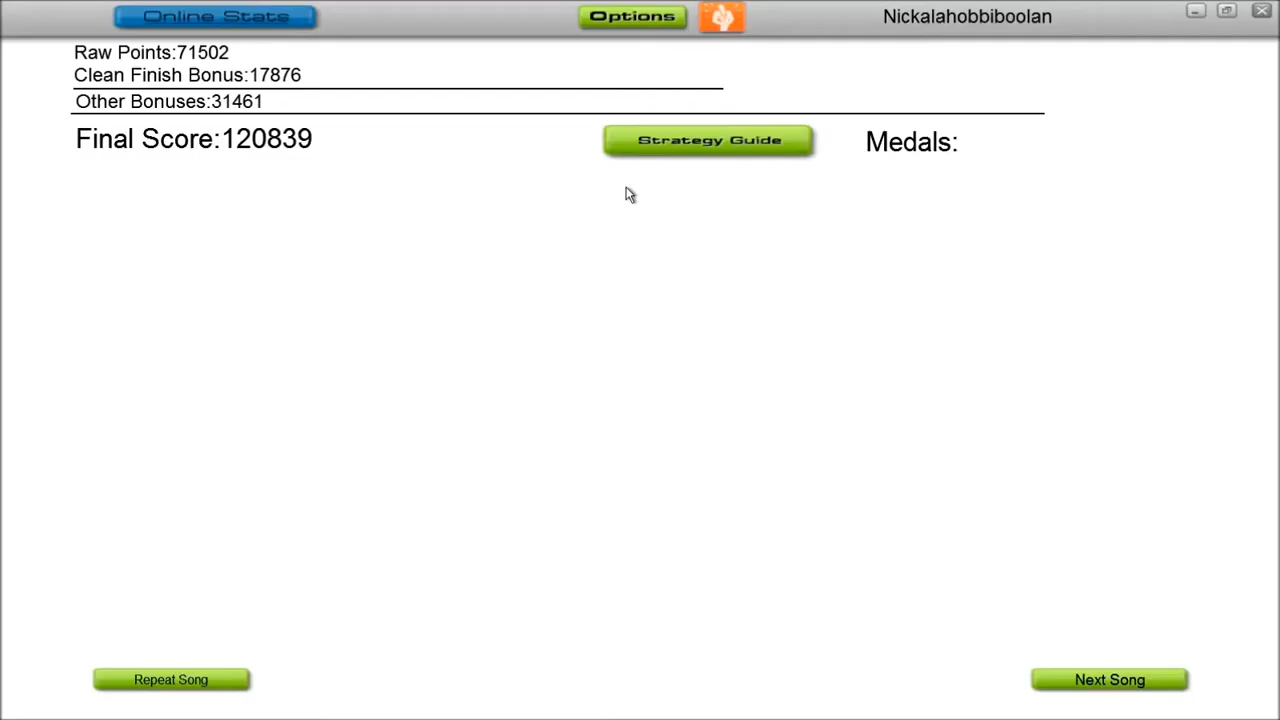 Online Stats
Options
Nickalahobbiboolan
Raw Points:71502
Clean Finish Bonus:17876
Other Bonuses:31461
Final Score:120839
Strategy Guide
Medals:
Repeat Song
Next Song